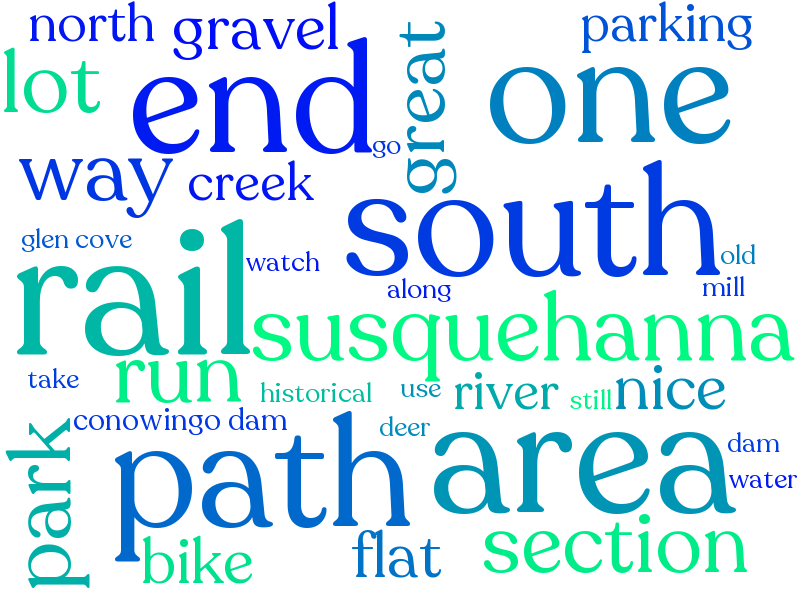 north
gravel
parking
lot
end
great
one
go
way
creek
south
glen cove
rail
watch
old
along
mill
susquehanna
take
run
historical
use
river
still
nice
park
conowingo dam
path
deer
area
dam
water
bike
flat
section